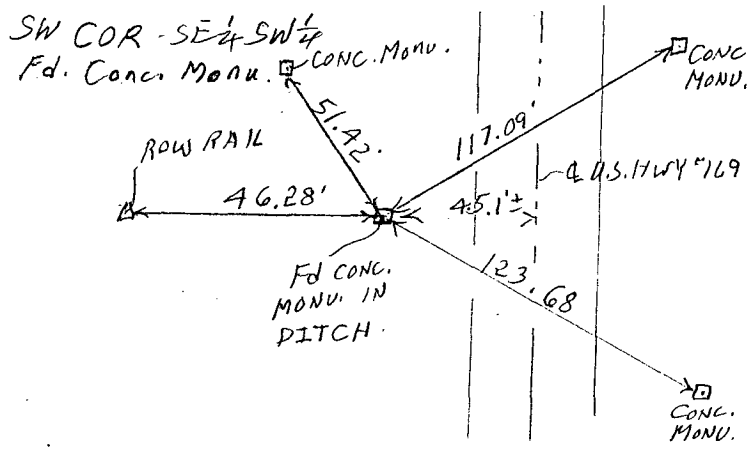 SW COR - SE¼ SW¼
Fd. Conc. Monu.
CONC. MONU.
CONC.
MONU.
51.42'
117.09'
ROW RAIL
46.28'
45.1'±
℄ U.S. HWY #169
Fd CONC.
MONU. IN
DITCH.
123.68
CONC.
MONU.